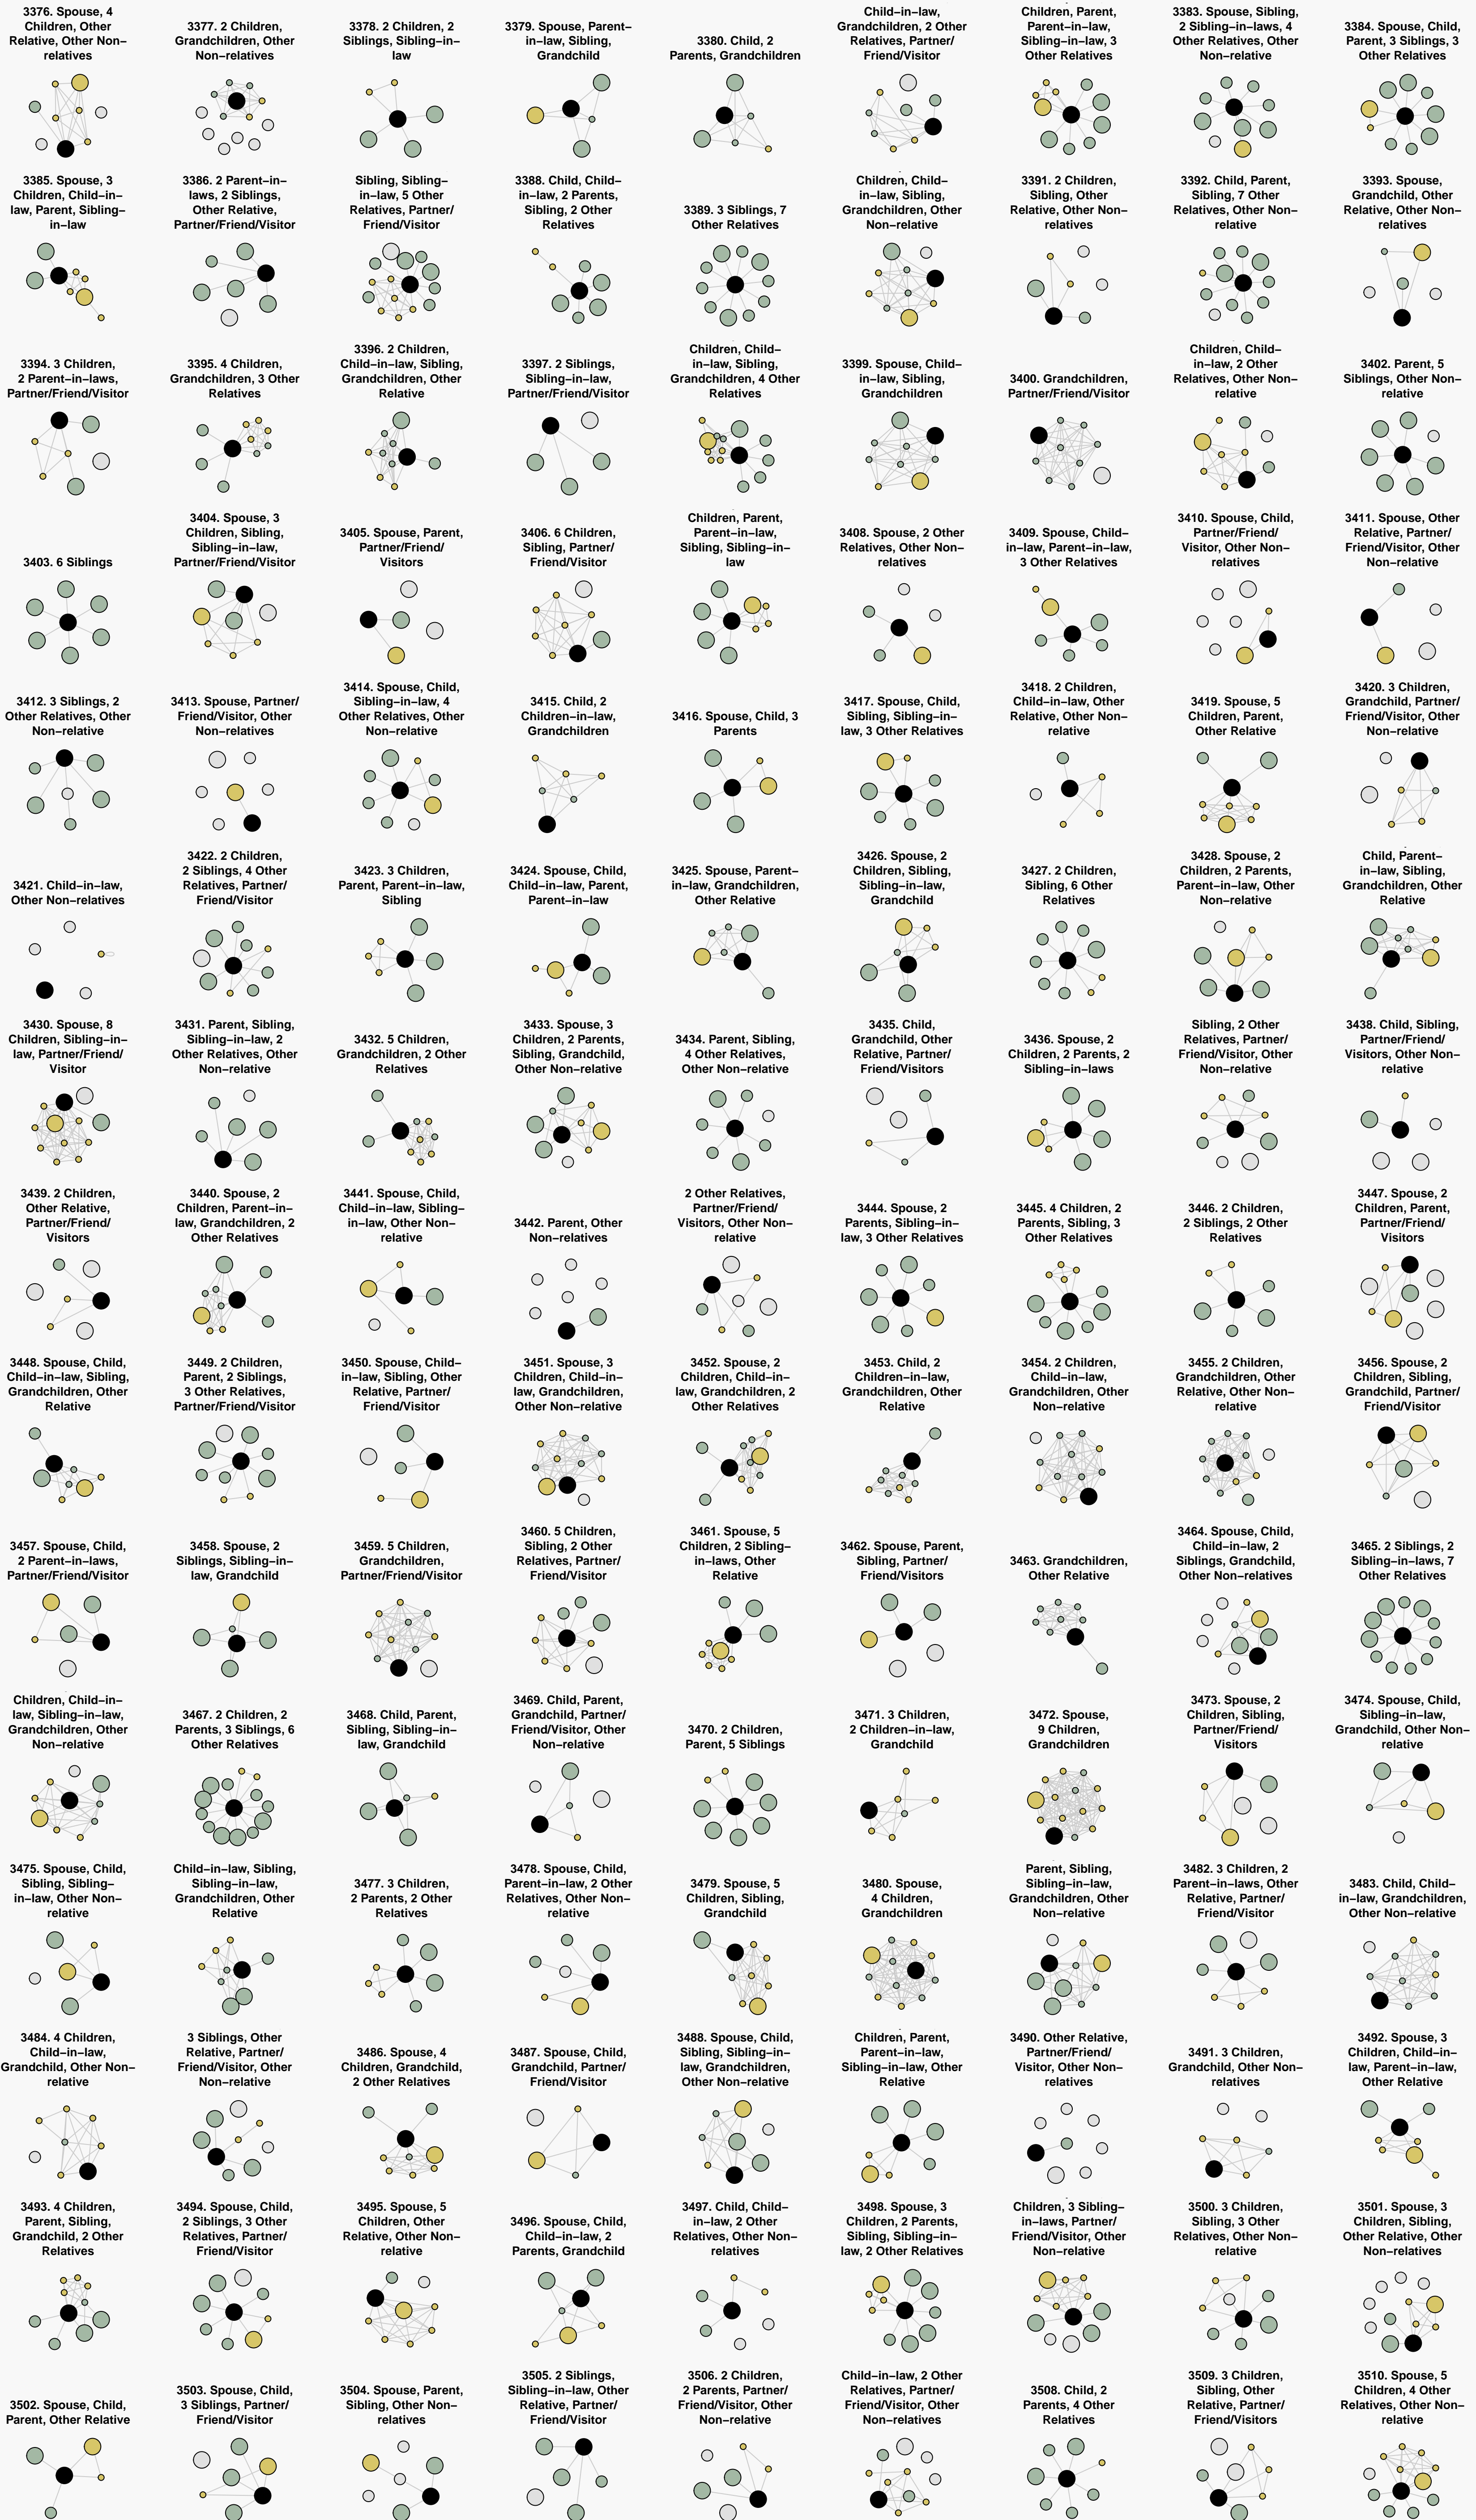 3376. Spouse, 4
Children, Other
Relative, Other Non–
relatives
3377. 2 Children,
Grandchildren, Other
Non–relatives
3378. 2 Children, 2
Siblings, Sibling–in–
law
3379. Spouse, Parent–
in–law, Sibling,
Grandchild
3380. Child, 2
Parents, Grandchildren
Child–in–law,
Grandchildren, 2 Other
Relatives, Partner/
Friend/Visitor
Children, Parent,
Parent–in–law,
Sibling–in–law, 3
Other Relatives
3383. Spouse, Sibling,
2 Sibling–in–laws, 4
Other Relatives, Other
Non–relative
3384. Spouse, Child,
Parent, 3 Siblings, 3
Other Relatives
3385. Spouse, 3
Children, Child–in–
law, Parent, Sibling–
in–law
3386. 2 Parent–in–
laws, 2 Siblings,
Other Relative,
Partner/Friend/Visitor
Sibling, Sibling–
in–law, 5 Other
Relatives, Partner/
Friend/Visitor
3388. Child, Child–
in–law, 2 Parents,
Sibling, 2 Other
Relatives
3389. 3 Siblings, 7
Other Relatives
Children, Child–
in–law, Sibling,
Grandchildren, Other
Non–relative
3391. 2 Children,
Sibling, Other
Relative, Other Non–
relatives
3392. Child, Parent,
Sibling, 7 Other
Relatives, Other Non–
relative
3393. Spouse,
Grandchild, Other
Relative, Other Non–
relatives
3394. 3 Children,
2 Parent–in–laws,
Partner/Friend/Visitor
3395. 4 Children,
Grandchildren, 3 Other
Relatives
3396. 2 Children,
Child–in–law, Sibling,
Grandchildren, Other
Relative
3397. 2 Siblings,
Sibling–in–law,
Partner/Friend/Visitor
Children, Child–
in–law, Sibling,
Grandchildren, 4 Other
Relatives
3399. Spouse, Child–
in–law, Sibling,
Grandchildren
3400. Grandchildren,
Partner/Friend/Visitor
Children, Child–
in–law, 2 Other
Relatives, Other Non–
relative
3402. Parent, 5
Siblings, Other Non–
relative
3403. 6 Siblings
3404. Spouse, 3
Children, Sibling,
Sibling–in–law,
Partner/Friend/Visitor
3405. Spouse, Parent,
Partner/Friend/
Visitors
3406. 6 Children,
Sibling, Partner/
Friend/Visitor
Children, Parent,
Parent–in–law,
Sibling, Sibling–in–
law
3408. Spouse, 2 Other
Relatives, Other Non–
relatives
3409. Spouse, Child–
in–law, Parent–in–law,
3 Other Relatives
3410. Spouse, Child,
Partner/Friend/
Visitor, Other Non–
relatives
3411. Spouse, Other
Relative, Partner/
Friend/Visitor, Other
Non–relative
3412. 3 Siblings, 2
Other Relatives, Other
Non–relative
3413. Spouse, Partner/
Friend/Visitor, Other
Non–relatives
3414. Spouse, Child,
Sibling–in–law, 4
Other Relatives, Other
Non–relative
3415. Child, 2
Children–in–law,
Grandchildren
3416. Spouse, Child, 3
Parents
3417. Spouse, Child,
Sibling, Sibling–in–
law, 3 Other Relatives
3418. 2 Children,
Child–in–law, Other
Relative, Other Non–
relative
3419. Spouse, 5
Children, Parent,
Other Relative
3420. 3 Children,
Grandchild, Partner/
Friend/Visitor, Other
Non–relative
3421. Child–in–law,
Other Non–relatives
3422. 2 Children,
2 Siblings, 4 Other
Relatives, Partner/
Friend/Visitor
3423. 3 Children,
Parent, Parent–in–law,
Sibling
3424. Spouse, Child,
Child–in–law, Parent,
Parent–in–law
3425. Spouse, Parent–
in–law, Grandchildren,
Other Relative
3426. Spouse, 2
Children, Sibling,
Sibling–in–law,
Grandchild
3427. 2 Children,
Sibling, 6 Other
Relatives
3428. Spouse, 2
Children, 2 Parents,
Parent–in–law, Other
Non–relative
Child, Parent–
in–law, Sibling,
Grandchildren, Other
Relative
3430. Spouse, 8
Children, Sibling–in–
law, Partner/Friend/
Visitor
3431. Parent, Sibling,
Sibling–in–law, 2
Other Relatives, Other
Non–relative
3432. 5 Children,
Grandchildren, 2 Other
Relatives
3433. Spouse, 3
Children, 2 Parents,
Sibling, Grandchild,
Other Non–relative
3434. Parent, Sibling,
4 Other Relatives,
Other Non–relative
3435. Child,
Grandchild, Other
Relative, Partner/
Friend/Visitors
3436. Spouse, 2
Children, 2 Parents, 2
Sibling–in–laws
Sibling, 2 Other
Relatives, Partner/
Friend/Visitor, Other
Non–relative
3438. Child, Sibling,
Partner/Friend/
Visitors, Other Non–
relative
3439. 2 Children,
Other Relative,
Partner/Friend/
Visitors
3440. Spouse, 2
Children, Parent–in–
law, Grandchildren, 2
Other Relatives
3441. Spouse, Child,
Child–in–law, Sibling–
in–law, Other Non–
relative
3442. Parent, Other
Non–relatives
2 Other Relatives,
Partner/Friend/
Visitors, Other Non–
relative
3444. Spouse, 2
Parents, Sibling–in–
law, 3 Other Relatives
3445. 4 Children, 2
Parents, Sibling, 3
Other Relatives
3446. 2 Children,
2 Siblings, 2 Other
Relatives
3447. Spouse, 2
Children, Parent,
Partner/Friend/
Visitors
3448. Spouse, Child,
Child–in–law, Sibling,
Grandchildren, Other
Relative
3449. 2 Children,
Parent, 2 Siblings,
3 Other Relatives,
Partner/Friend/Visitor
3450. Spouse, Child–
in–law, Sibling, Other
Relative, Partner/
Friend/Visitor
3451. Spouse, 3
Children, Child–in–
law, Grandchildren,
Other Non–relative
3452. Spouse, 2
Children, Child–in–
law, Grandchildren, 2
Other Relatives
3453. Child, 2
Children–in–law,
Grandchildren, Other
Relative
3454. 2 Children,
Child–in–law,
Grandchildren, Other
Non–relative
3455. 2 Children,
Grandchildren, Other
Relative, Other Non–
relative
3456. Spouse, 2
Children, Sibling,
Grandchild, Partner/
Friend/Visitor
3457. Spouse, Child,
2 Parent–in–laws,
Partner/Friend/Visitor
3458. Spouse, 2
Siblings, Sibling–in–
law, Grandchild
3459. 5 Children,
Grandchildren,
Partner/Friend/Visitor
3460. 5 Children,
Sibling, 2 Other
Relatives, Partner/
Friend/Visitor
3461. Spouse, 5
Children, 2 Sibling–
in–laws, Other
Relative
3462. Spouse, Parent,
Sibling, Partner/
Friend/Visitors
3463. Grandchildren,
Other Relative
3464. Spouse, Child,
Child–in–law, 2
Siblings, Grandchild,
Other Non–relatives
3465. 2 Siblings, 2
Sibling–in–laws, 7
Other Relatives
Children, Child–in–
law, Sibling–in–law,
Grandchildren, Other
Non–relative
3467. 2 Children, 2
Parents, 3 Siblings, 6
Other Relatives
3468. Child, Parent,
Sibling, Sibling–in–
law, Grandchild
3469. Child, Parent,
Grandchild, Partner/
Friend/Visitor, Other
Non–relative
3470. 2 Children,
Parent, 5 Siblings
3471. 3 Children,
2 Children–in–law,
Grandchild
3472. Spouse,
9 Children,
Grandchildren
3473. Spouse, 2
Children, Sibling,
Partner/Friend/
Visitors
3474. Spouse, Child,
Sibling–in–law,
Grandchild, Other Non–
relative
3475. Spouse, Child,
Sibling, Sibling–
in–law, Other Non–
relative
Child–in–law, Sibling,
Sibling–in–law,
Grandchildren, Other
Relative
3477. 3 Children,
2 Parents, 2 Other
Relatives
3478. Spouse, Child,
Parent–in–law, 2 Other
Relatives, Other Non–
relative
3479. Spouse, 5
Children, Sibling,
Grandchild
3480. Spouse,
4 Children,
Grandchildren
Parent, Sibling,
Sibling–in–law,
Grandchildren, Other
Non–relative
3482. 3 Children, 2
Parent–in–laws, Other
Relative, Partner/
Friend/Visitor
3483. Child, Child–
in–law, Grandchildren,
Other Non–relative
3484. 4 Children,
Child–in–law,
Grandchild, Other Non–
relative
3 Siblings, Other
Relative, Partner/
Friend/Visitor, Other
Non–relative
3486. Spouse, 4
Children, Grandchild,
2 Other Relatives
3487. Spouse, Child,
Grandchild, Partner/
Friend/Visitor
3488. Spouse, Child,
Sibling, Sibling–in–
law, Grandchildren,
Other Non–relative
Children, Parent,
Parent–in–law,
Sibling–in–law, Other
Relative
3490. Other Relative,
Partner/Friend/
Visitor, Other Non–
relatives
3491. 3 Children,
Grandchild, Other Non–
relatives
3492. Spouse, 3
Children, Child–in–
law, Parent–in–law,
Other Relative
3493. 4 Children,
Parent, Sibling,
Grandchild, 2 Other
Relatives
3494. Spouse, Child,
2 Siblings, 3 Other
Relatives, Partner/
Friend/Visitor
3495. Spouse, 5
Children, Other
Relative, Other Non–
relative
3496. Spouse, Child,
Child–in–law, 2
Parents, Grandchild
3497. Child, Child–
in–law, 2 Other
Relatives, Other Non–
relatives
3498. Spouse, 3
Children, 2 Parents,
Sibling, Sibling–in–
law, 2 Other Relatives
Children, 3 Sibling–
in–laws, Partner/
Friend/Visitor, Other
Non–relative
3500. 3 Children,
Sibling, 3 Other
Relatives, Other Non–
relative
3501. Spouse, 3
Children, Sibling,
Other Relative, Other
Non–relatives
3502. Spouse, Child,
Parent, Other Relative
3503. Spouse, Child,
3 Siblings, Partner/
Friend/Visitor
3504. Spouse, Parent,
Sibling, Other Non–
relatives
3505. 2 Siblings,
Sibling–in–law, Other
Relative, Partner/
Friend/Visitor
3506. 2 Children,
2 Parents, Partner/
Friend/Visitor, Other
Non–relative
Child–in–law, 2 Other
Relatives, Partner/
Friend/Visitor, Other
Non–relatives
3508. Child, 2
Parents, 4 Other
Relatives
3509. 3 Children,
Sibling, Other
Relative, Partner/
Friend/Visitors
3510. Spouse, 5
Children, 4 Other
Relatives, Other Non–
relative